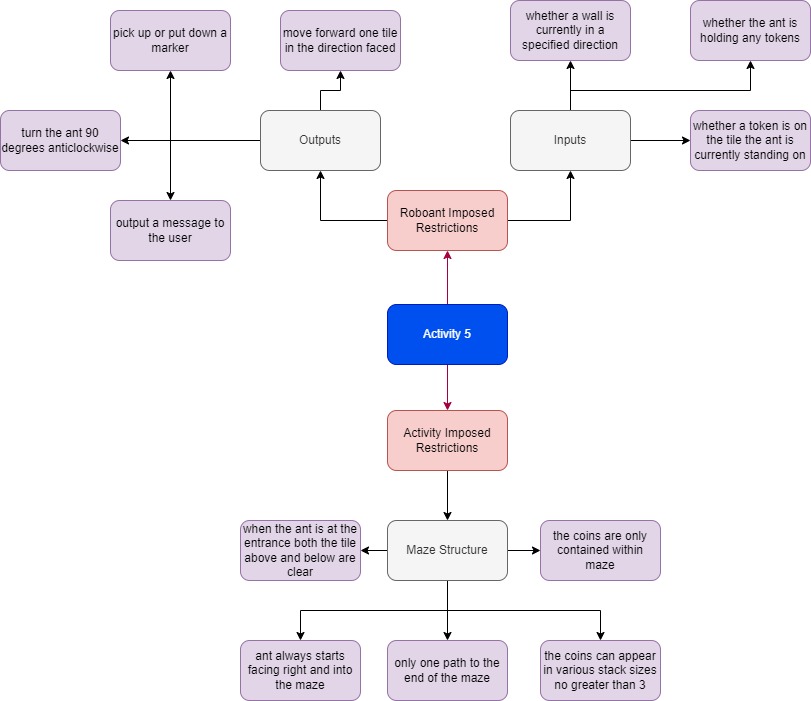 pick up or put down a
marker
move forward one tile
in the direction faced
whether a wall is
currently in a
specified direction
whether the ant is
holding any tokens
turn the ant 90
degrees anticlockwise
Outputs
Inputs
whether a token is on
the tile the ant is
currently standing on
output a message to
the user
Roboant Imposed
Restrictions
Activity 5
Activity Imposed
Restrictions
when the ant is at the
entrance both the tile
above and below are
clear
Maze Structure
the coins are only
contained within
maze
ant always starts
facing right and into
the maze
only one path to the
end of the maze
the coins can appear
in various stack sizes
no greater than 3